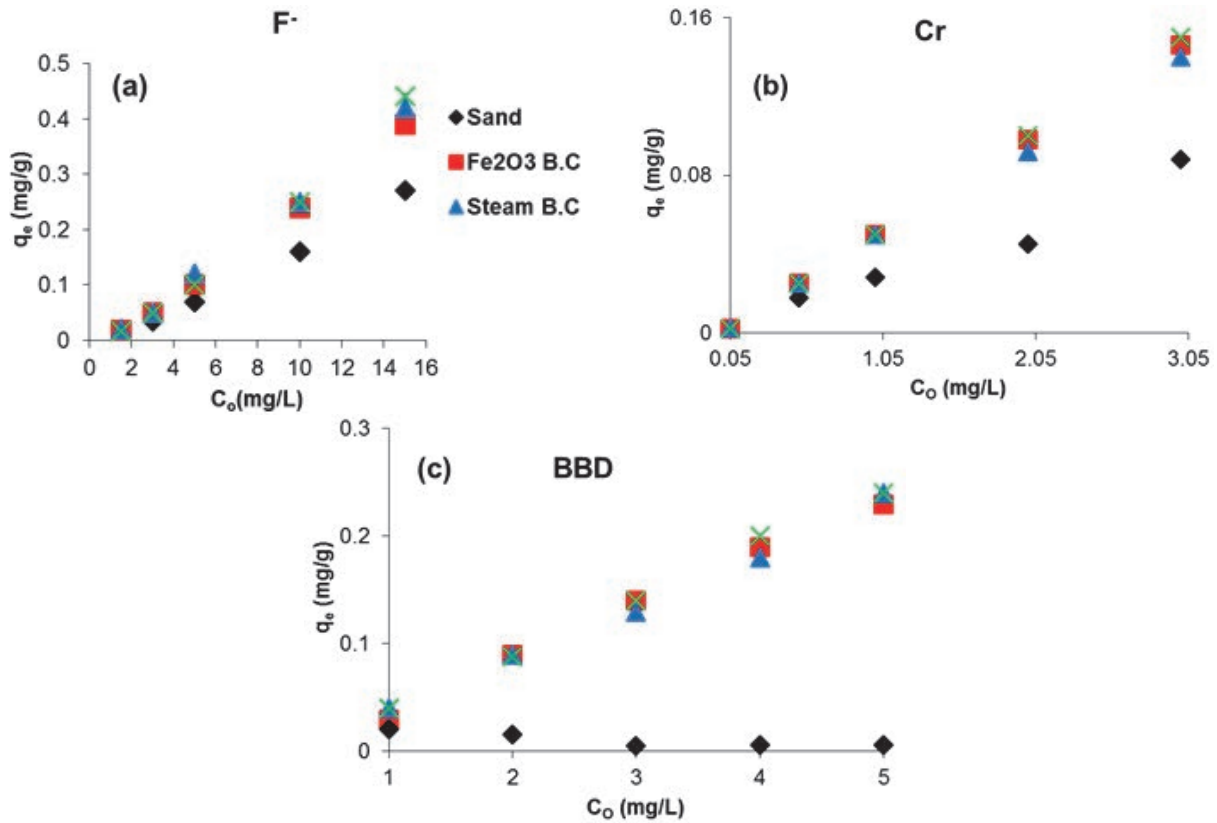 F-
(a)
0.5
0.4
0.3
0.2
0.1
0
qe (mg/g)
0 2 4 6 8 10 12 14 16
Co(mg/L)
Sand
Fe2O3 B.C
Steam B.C
Cr
(b)
0.16
0.08
0
qe (mg/g)
0.05 1.05 2.05 3.05
CO (mg/L)
(c)
BBD
0.3
0.2
0.1
0
qe (mg/g)
1 2 3 4 5
CO (mg/L)